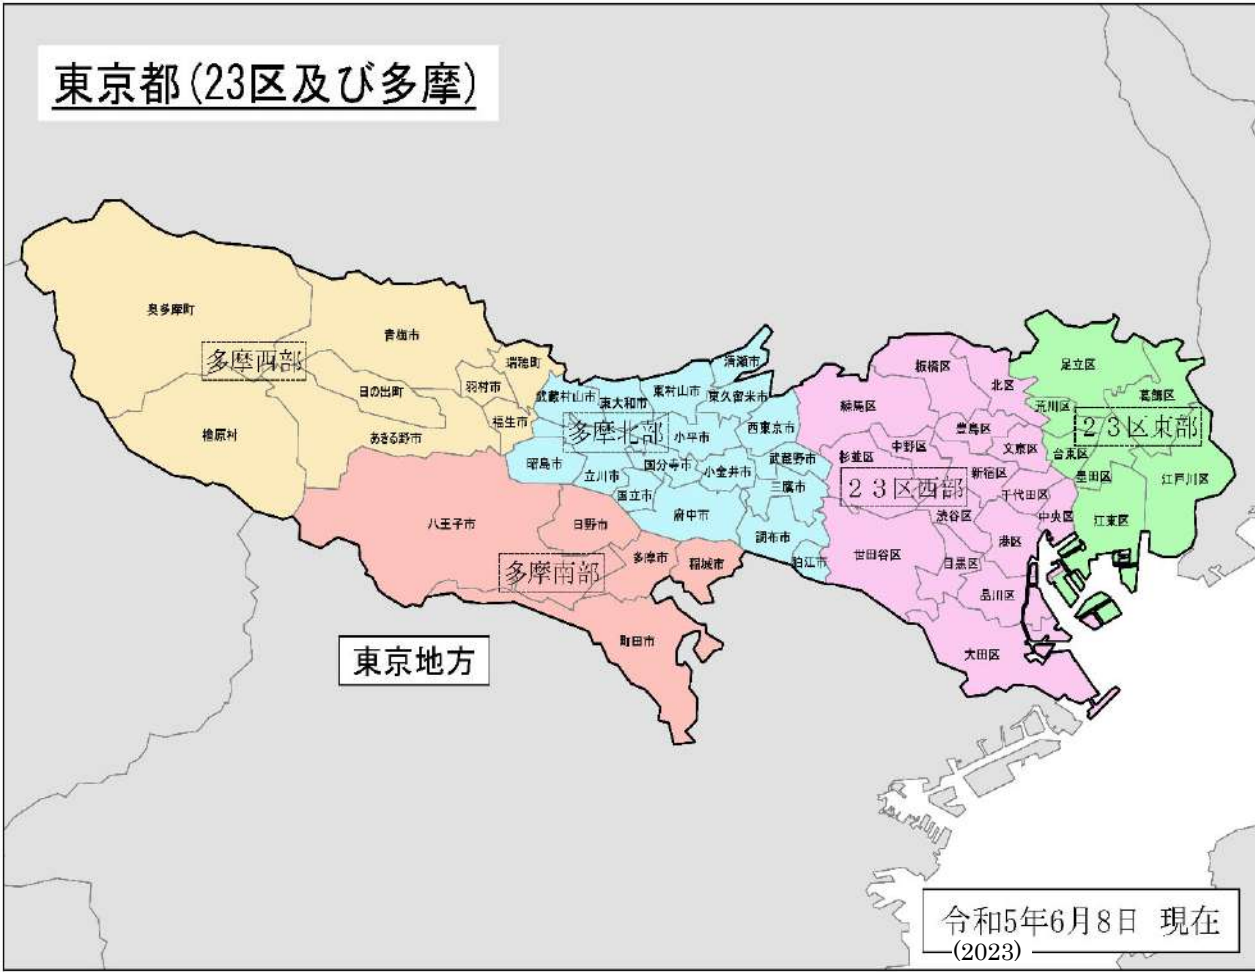 東京都(23区及び多摩)
奥多摩町
青梅市
瑞穂町
多摩西部
日の出町
羽村市
檜原村
あきる野市
福生市
清瀬市
武蔵村山市
東大和市
東村山市
東久留米市
多摩北部
小平市
西東京市
昭島市
立川市
国分寺市
小金井市
武蔵野市
国立市
三鷹市
府中市
調布市
狛江市
八王子市
日野市
多摩市
稲城市
多摩南部
町田市
東京地方
板橋区
北区
練馬区
豊島区
文京区
杉並区
中野区
新宿区
23区西部
千代田区
渋谷区
中央区
世田谷区
目黒区
港区
品川区
大田区
足立区
葛飾区
荒川区
23区東部
台東区
墨田区
江戸川区
江東区
令和5年6月8日 現在
(2023)